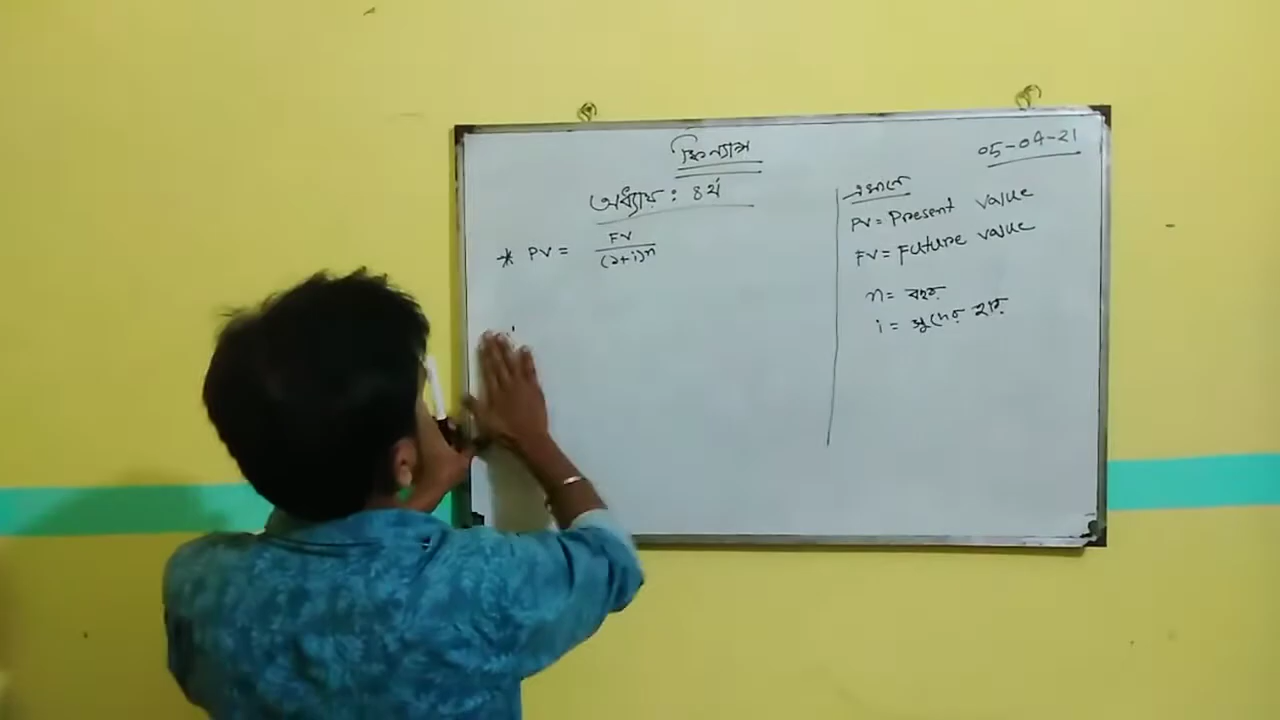 ফিন্যান্স
05-04-21
অধ্যায় : ৪র্থ
* PV = FV / (১+i)^n
এখানে
PV = Present value
FV = Future value
n = বছর
i = সুদের হার